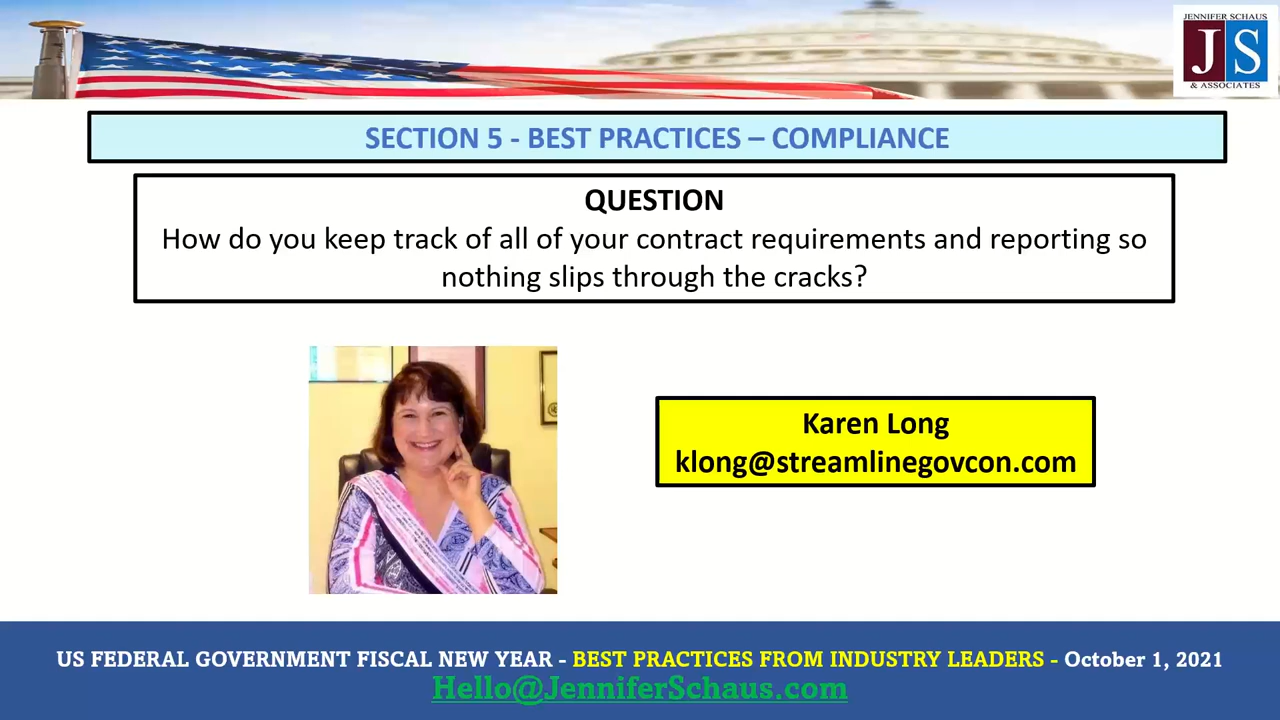 JENNIFER SCHAUS
JS
& ASSOCIATES
SECTION 5 - BEST PRACTICES – COMPLIANCE
QUESTION
How do you keep track of all of your contract requirements and reporting so
nothing slips through the cracks?
Karen Long
klong@streamlinegovcon.com
US FEDERAL GOVERNMENT FISCAL NEW YEAR - BEST PRACTICES FROM INDUSTRY LEADERS - October 1, 2021
Hello@JenniferSchaus.com